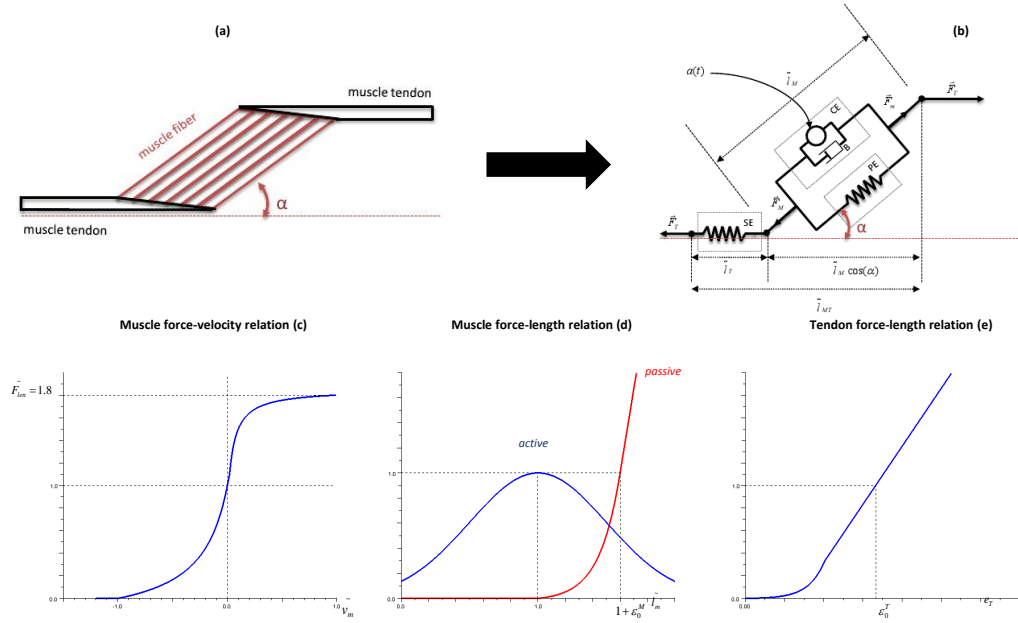 (a)
muscle tendon
muscle fiber
α
muscle tendon
(b)
a(t)
l̃_M
CE
B
F⃗_m
F⃗_T
PE
F⃗_M
α
F⃗_T
SE
l̃_T
l̃_M cos(α)
l̃_MT
Muscle force-velocity relation (c)
F̃_len = 1.8
1.0
0.0
-1.0
0.0
1.0
ṽ_m
Muscle force-length relation (d)
passive
active
1.0
0.0
0.0
1.0
1 + ε_0^M
l̃_m
Tendon force-length relation (e)
1.0
0.0
0.0
ε_0^T
e_T